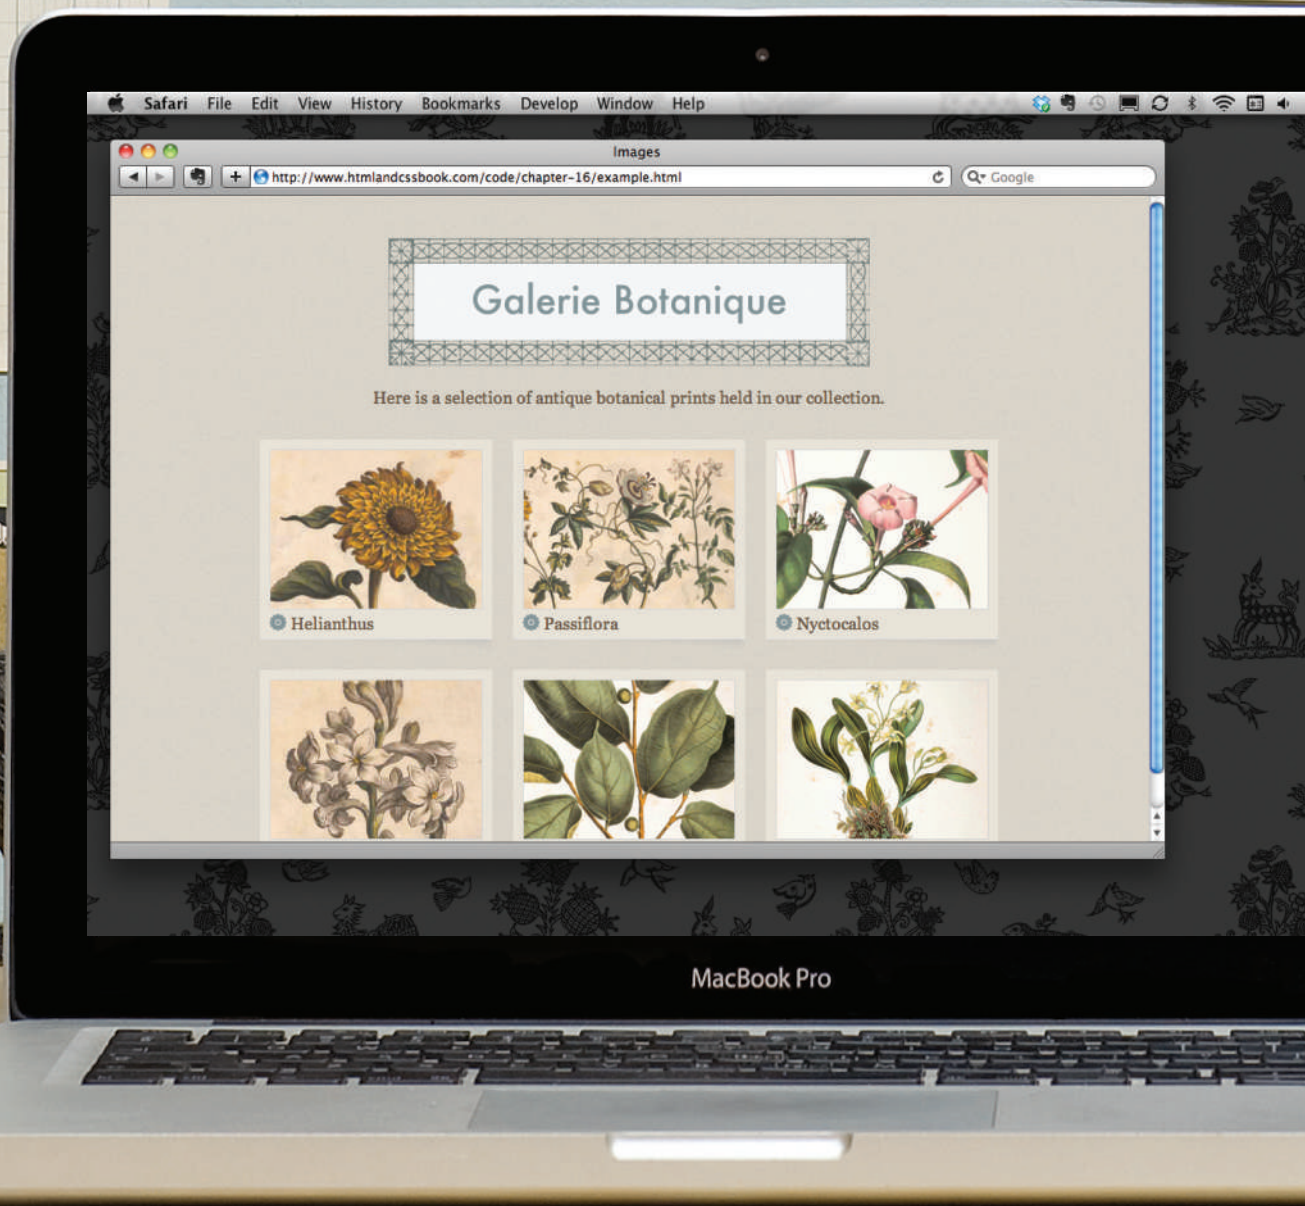 Safari File Edit View History Bookmarks Develop Window Help
Images
http://www.htmlandcssbook.com/code/chapter-16/example.html
Google
Galerie Botanique
Here is a selection of antique botanical prints held in our collection.
Helianthus
Passiflora
Nyctocalos
MacBook Pro